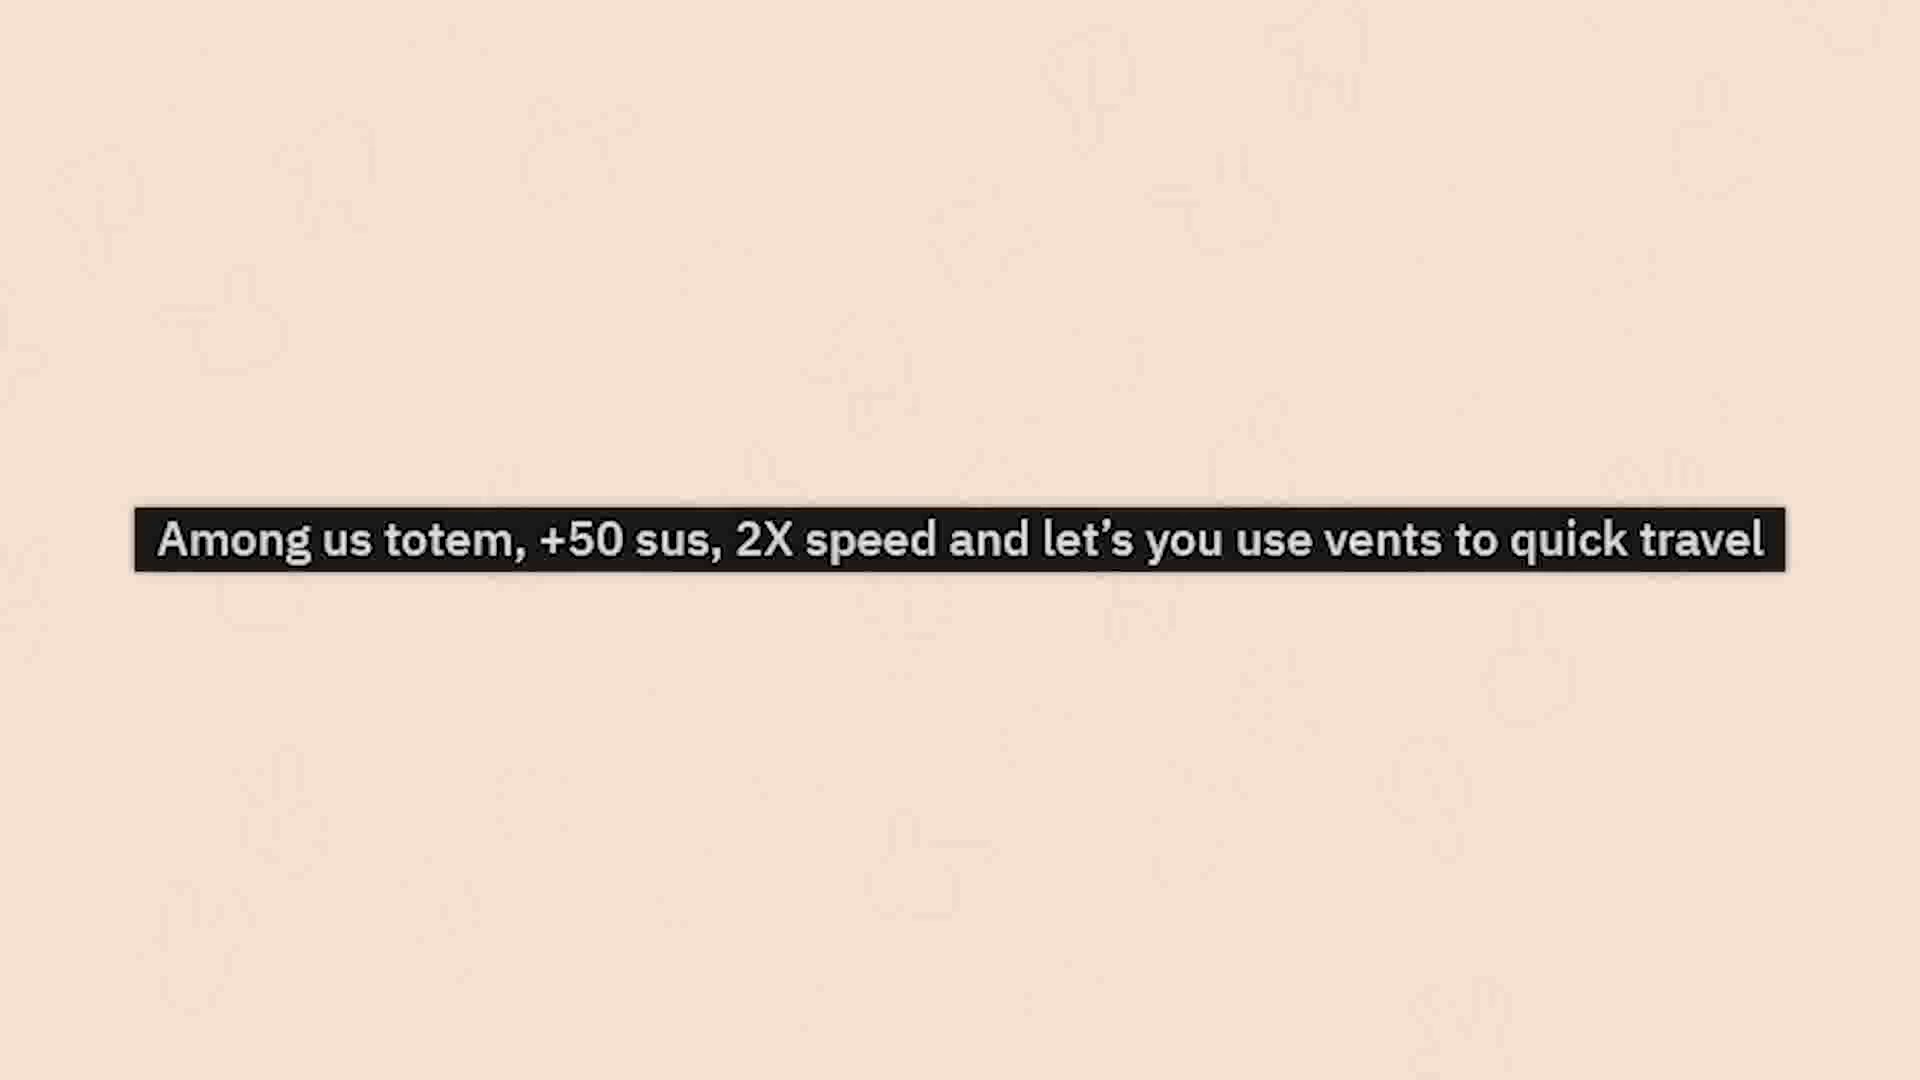 Among us totem, +50 sus, 2X speed and let’s you use vents to quick travel